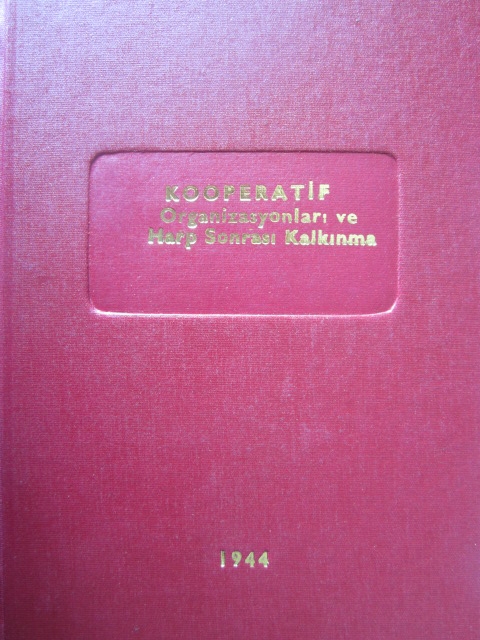 KOOPERATİF
Organizasyonları ve
Harp Sonrası Kalkınma
1944